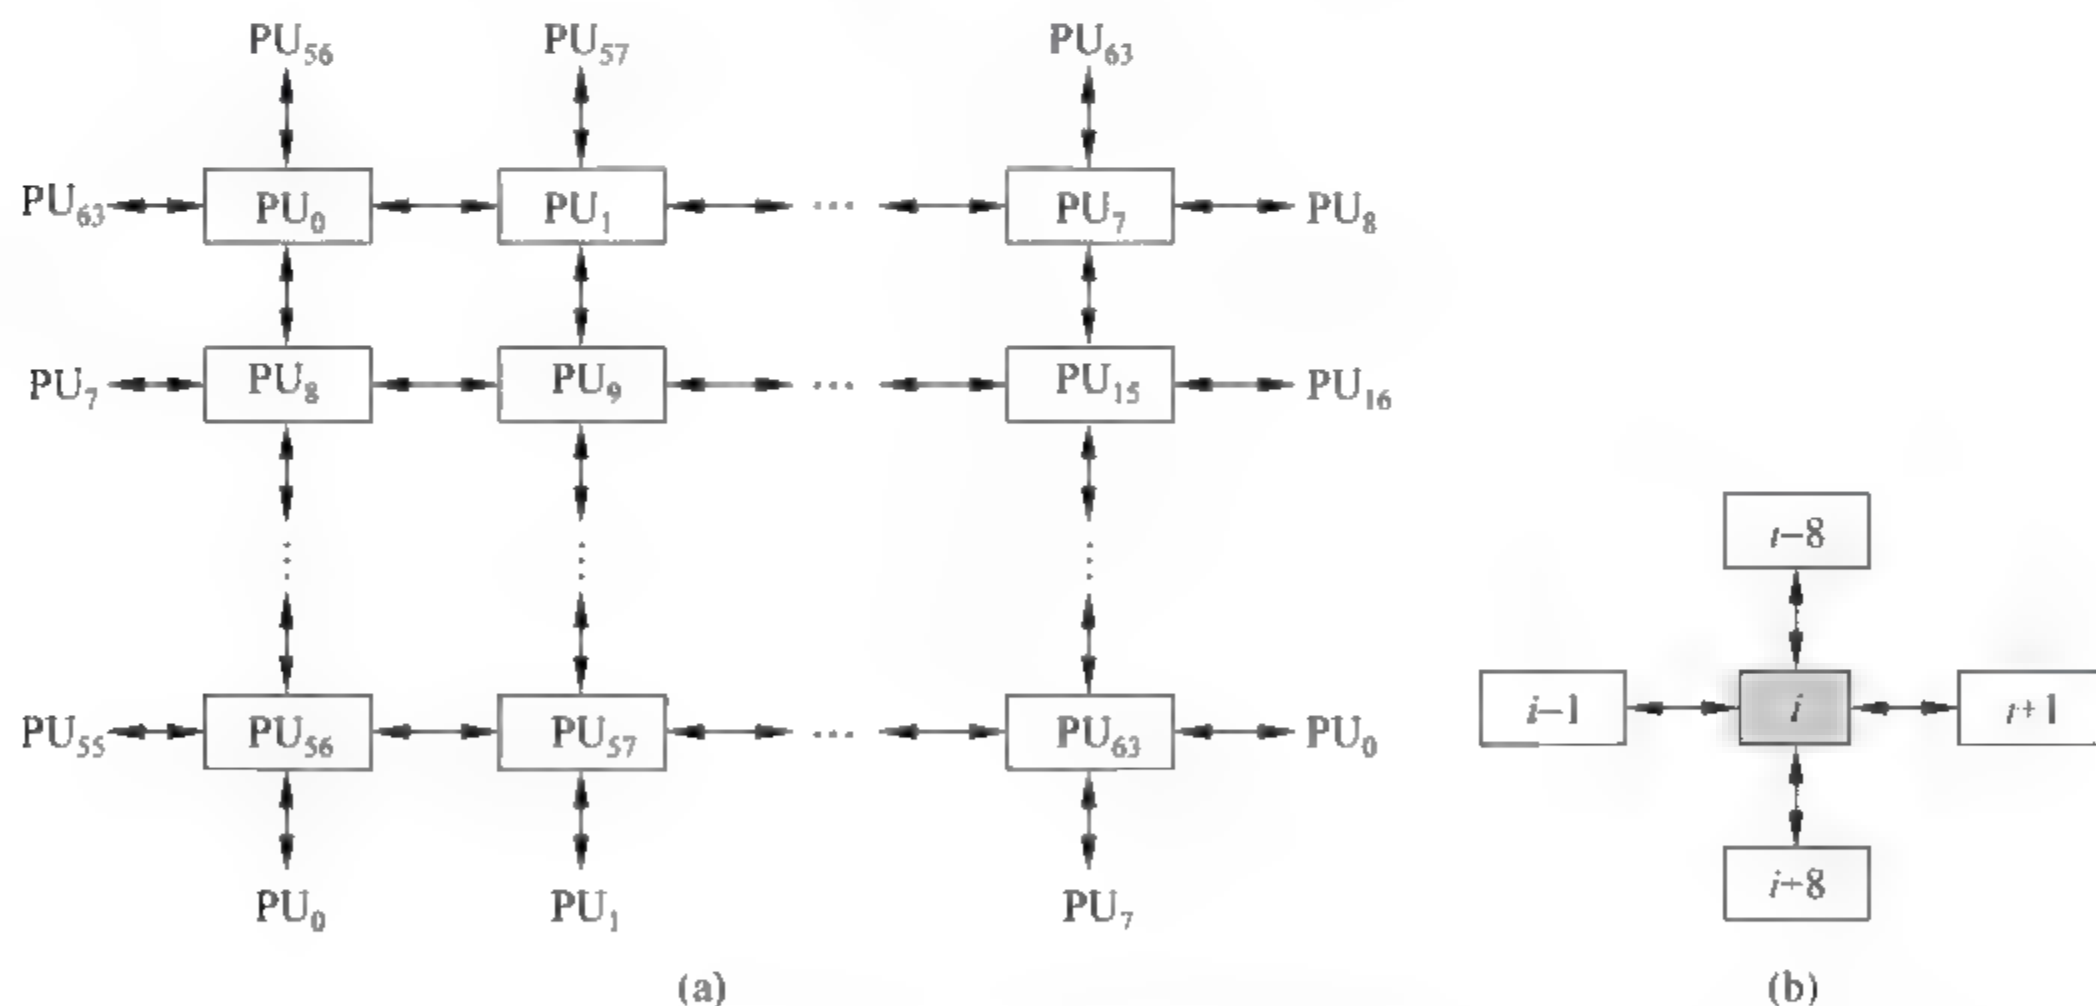 PU₅₆ PU₅₇ PU₆₃
PU₆₃ PU₀ PU₁ ... PU₇ PU₈
PU₇ PU₈ PU₉ ... PU₁₅ PU₁₆
i−8
i−1 i i+1
PU₅₅ PU₅₆ PU₅₇ ... PU₆₃ PU₀
i+8
PU₀ PU₁ PU₇
(a) (b)